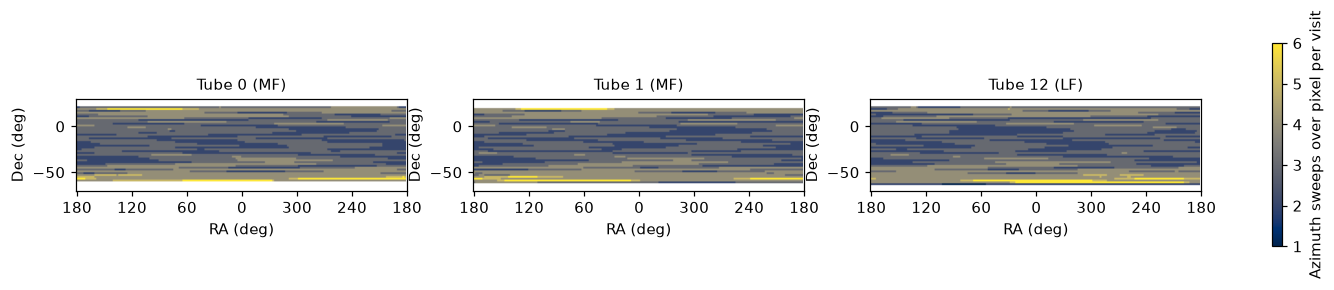 Tube 0 (MF)
Dec (deg)
0
−50
180 120 60 0 300 240 180
RA (deg)
Tube 1 (MF)
Dec (deg)
0
−50
180 120 60 0 300 240 180
RA (deg)
Tube 12 (LF)
Dec (deg)
0
−50
180 120 60 0 300 240 180
RA (deg)
6
5
4
3
2
1
Azimuth sweeps over pixel per visit